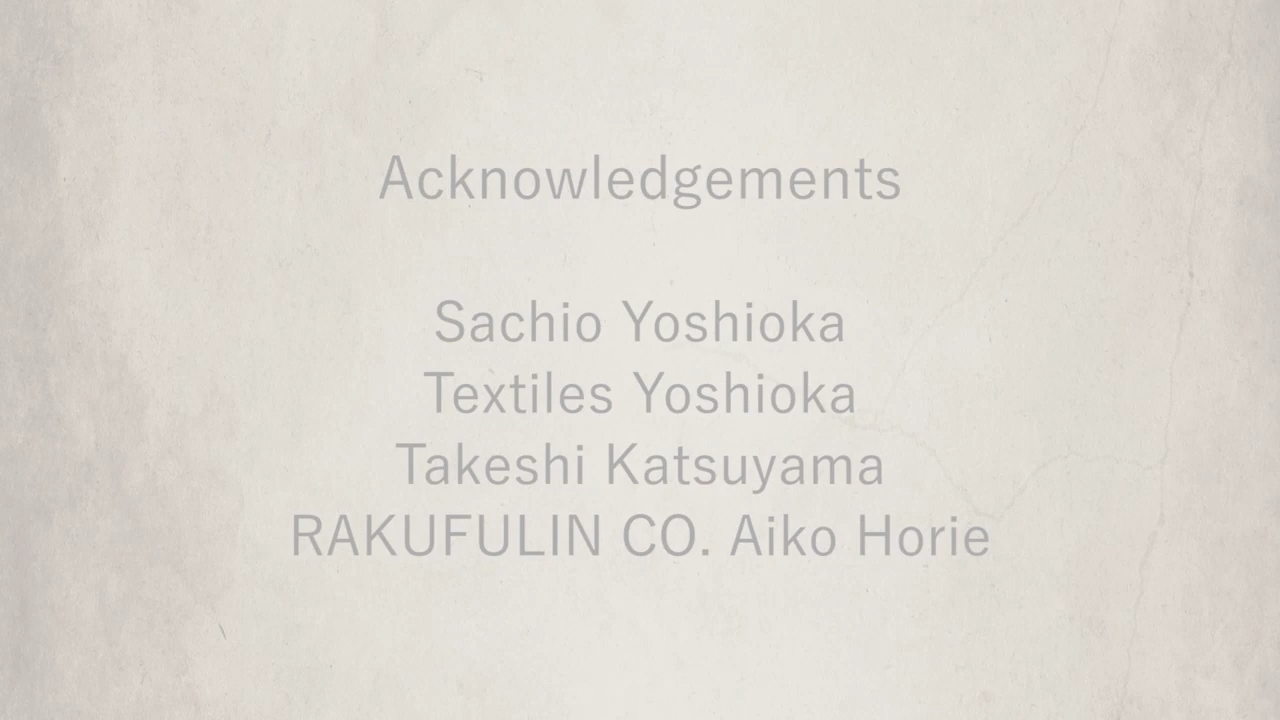 Acknowledgements
Sachio Yoshioka
Textiles Yoshioka
Takeshi Katsuyama
RAKUFULIN CO. Aiko Horie